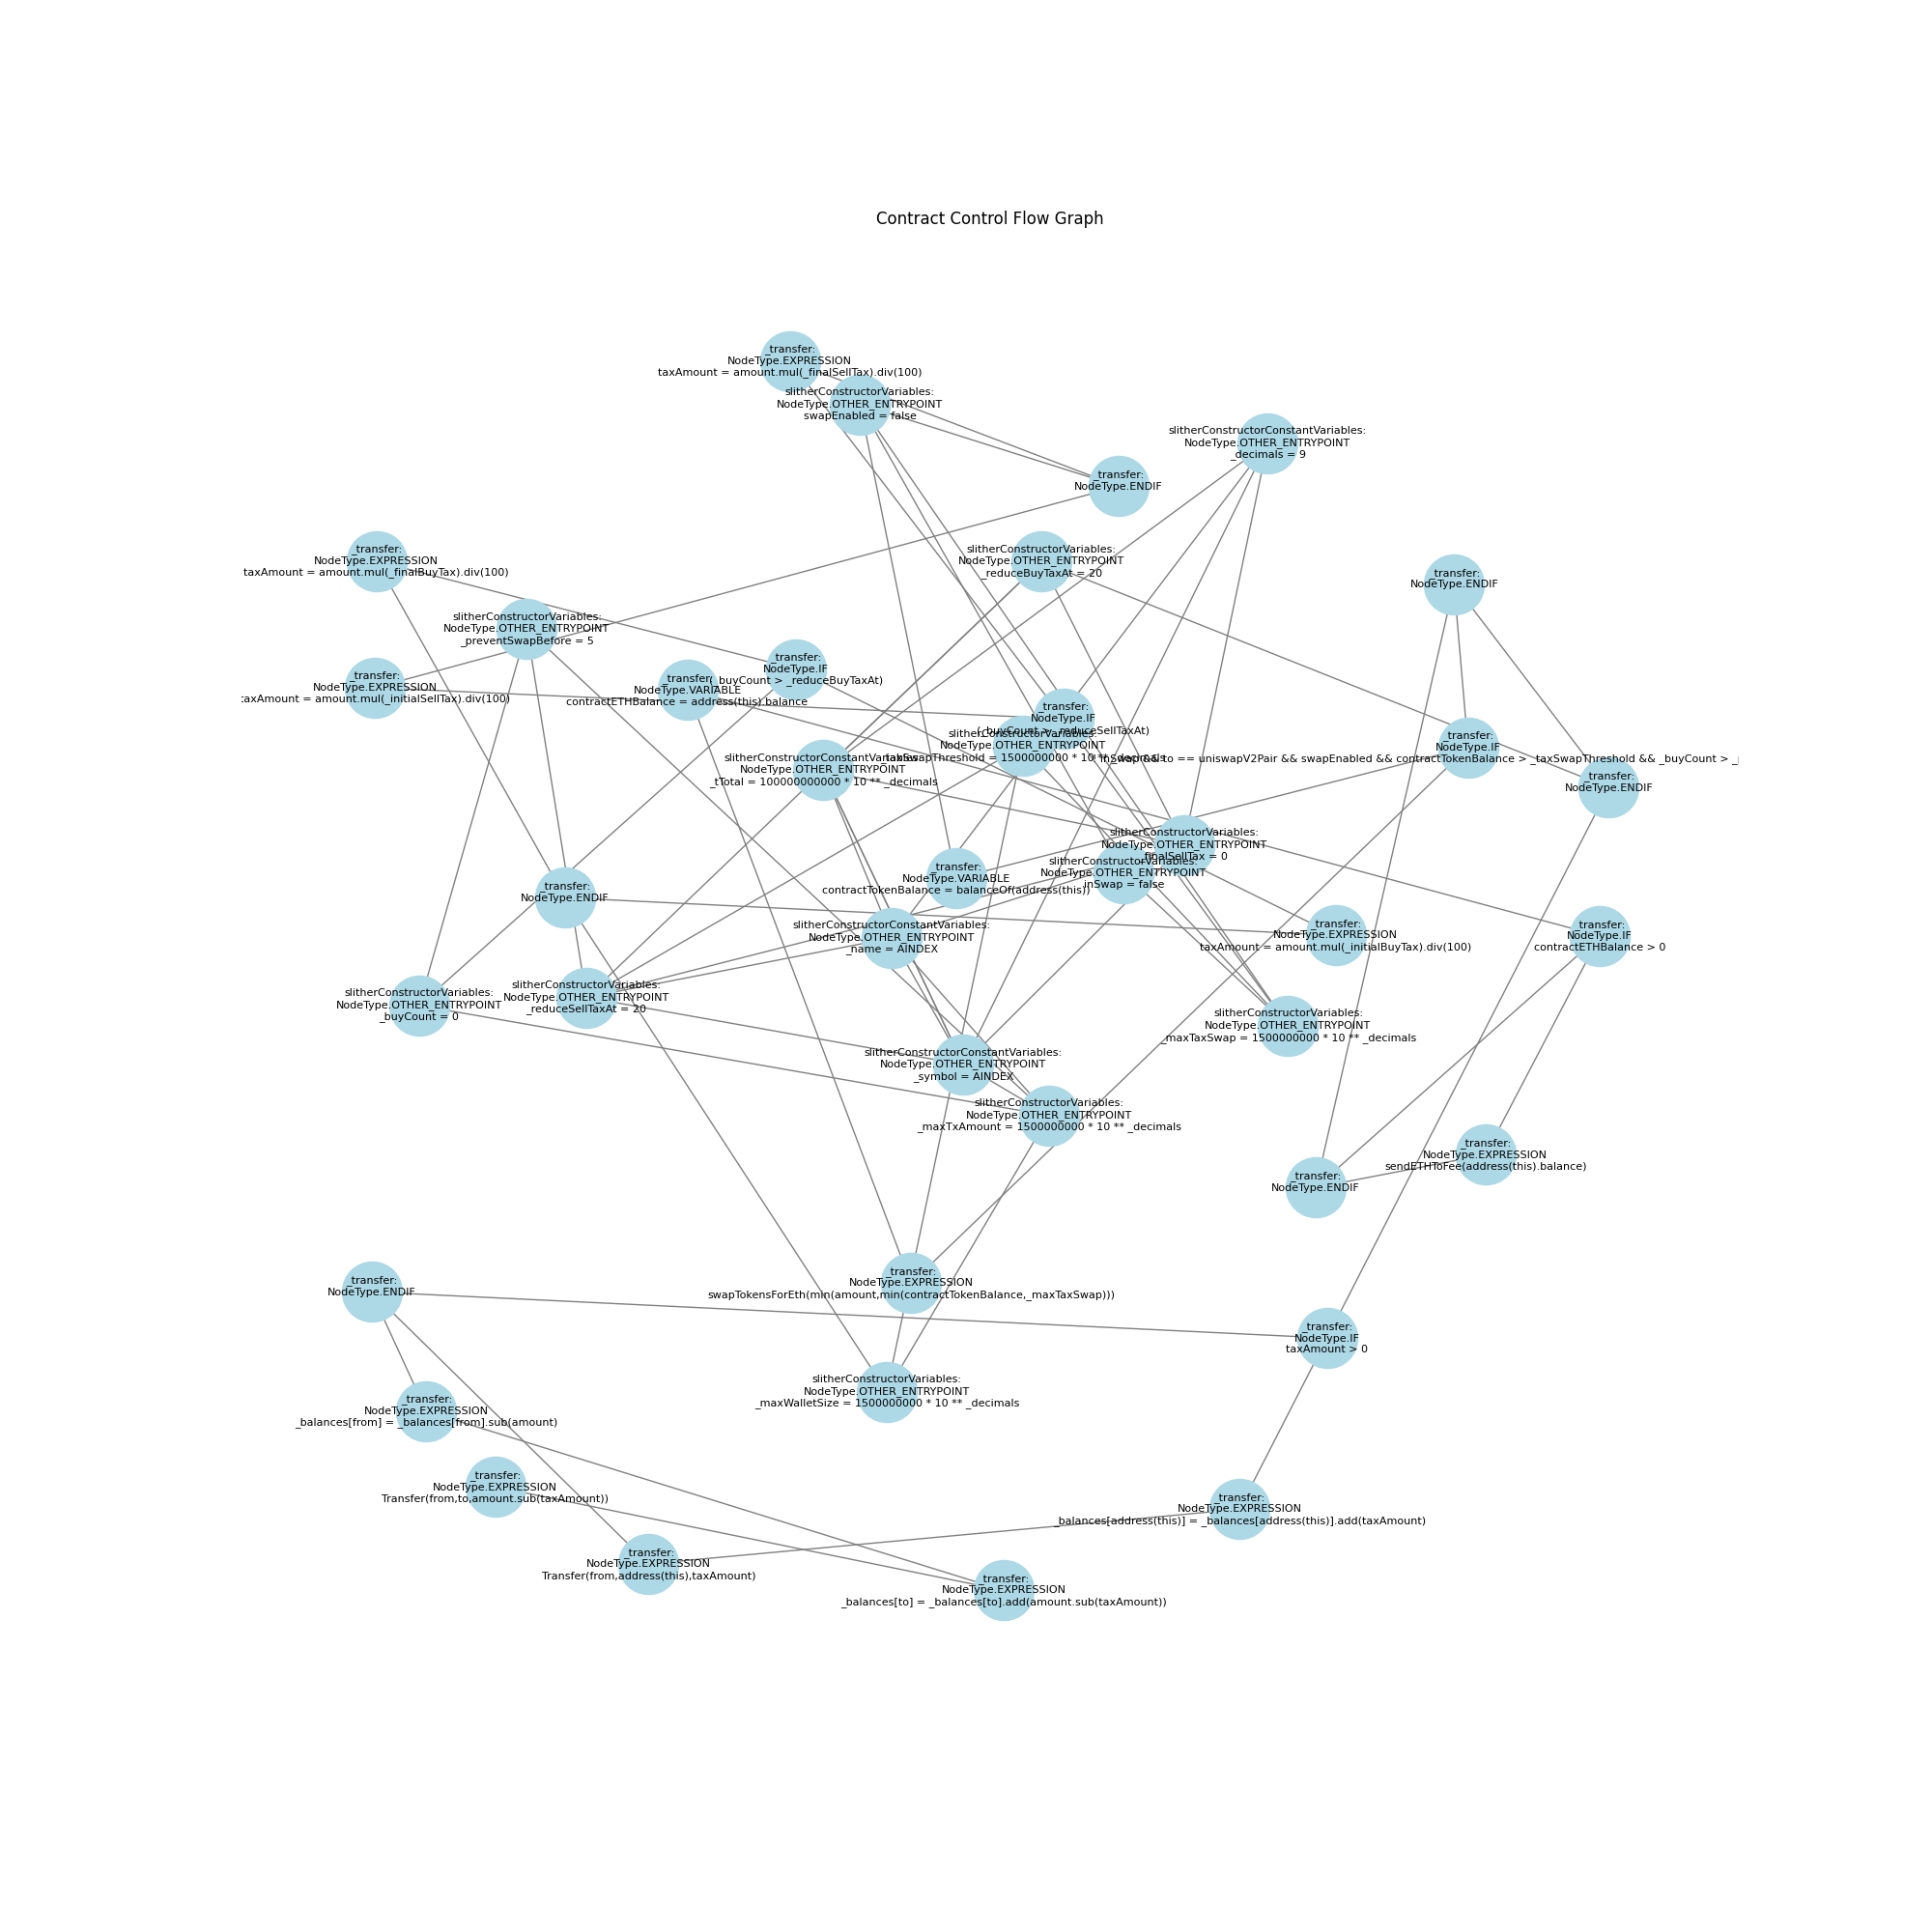 Contract Control Flow Graph
_transfer:
NodeType.EXPRESSION
taxAmount = amount.mul(_finalSellTax).div(100)
slitherConstructorVariables:
NodeType.OTHER_ENTRYPOINT
swapEnabled = false
slitherConstructorConstantVariables:
NodeType.OTHER_ENTRYPOINT
_decimals = 9
_transfer:
NodeType.ENDIF
_transfer:
NodeType.EXPRESSION
taxAmount = amount.mul(_finalBuyTax).div(100)
slitherConstructorVariables:
NodeType.OTHER_ENTRYPOINT
_reduceBuyTaxAt = 20
_transfer:
NodeType.ENDIF
slitherConstructorVariables:
NodeType.OTHER_ENTRYPOINT
_preventSwapBefore = 5
_transfer:
NodeType.IF
(_buyCount > _reduceBuyTaxAt)
_transfer:
NodeType.EXPRESSION
taxAmount = amount.mul(_initialSellTax).div(100)
_transfer:
NodeType.VARIABLE
contractETHBalance = address(this).balance
_transfer:
NodeType.IF
(_buyCount > _reduceSellTaxAt)
slitherConstructorVariables:
NodeType.OTHER_ENTRYPOINT
_taxSwapThreshold = 1500000000 * 10 ** _decimals
_transfer:
NodeType.IF
inSwap && to == uniswapV2Pair && swapEnabled && contractTokenBalance > _taxSwapThreshold && _buyCount > _
slitherConstructorConstantVariables:
NodeType.OTHER_ENTRYPOINT
_tTotal = 100000000000 * 10 ** _decimals
_transfer:
NodeType.ENDIF
slitherConstructorVariables:
NodeType.OTHER_ENTRYPOINT
_finalSellTax = 0
slitherConstructorVariables:
NodeType.OTHER_ENTRYPOINT
inSwap = false
_transfer:
NodeType.VARIABLE
contractTokenBalance = balanceOf(address(this))
_transfer:
NodeType.ENDIF
slitherConstructorConstantVariables:
NodeType.OTHER_ENTRYPOINT
_name = AINDEX
_transfer:
NodeType.EXPRESSION
taxAmount = amount.mul(_initialBuyTax).div(100)
_transfer:
NodeType.IF
contractETHBalance > 0
slitherConstructorVariables:
NodeType.OTHER_ENTRYPOINT
_buyCount = 0
slitherConstructorVariables:
NodeType.OTHER_ENTRYPOINT
_reduceSellTaxAt = 20
slitherConstructorVariables:
NodeType.OTHER_ENTRYPOINT
_maxTaxSwap = 1500000000 * 10 ** _decimals
slitherConstructorConstantVariables:
NodeType.OTHER_ENTRYPOINT
_symbol = AINDEX
slitherConstructorVariables:
NodeType.OTHER_ENTRYPOINT
_maxTxAmount = 1500000000 * 10 ** _decimals
_transfer:
NodeType.EXPRESSION
sendETHToFee(address(this).balance)
_transfer:
NodeType.ENDIF
_transfer:
NodeType.EXPRESSION
swapTokensForEth(min(amount,min(contractTokenBalance,_maxTaxSwap)))
_transfer:
NodeType.ENDIF
_transfer:
NodeType.IF
taxAmount > 0
slitherConstructorVariables:
NodeType.OTHER_ENTRYPOINT
_maxWalletSize = 1500000000 * 10 ** _decimals
_transfer:
NodeType.EXPRESSION
_balances[from] = _balances[from].sub(amount)
_transfer:
NodeType.EXPRESSION
Transfer(from,to,amount.sub(taxAmount))
_transfer:
NodeType.EXPRESSION
_balances[address(this)] = _balances[address(this)].add(taxAmount)
_transfer:
NodeType.EXPRESSION
Transfer(from,address(this),taxAmount)
_transfer:
NodeType.EXPRESSION
_balances[to] = _balances[to].add(amount.sub(taxAmount))